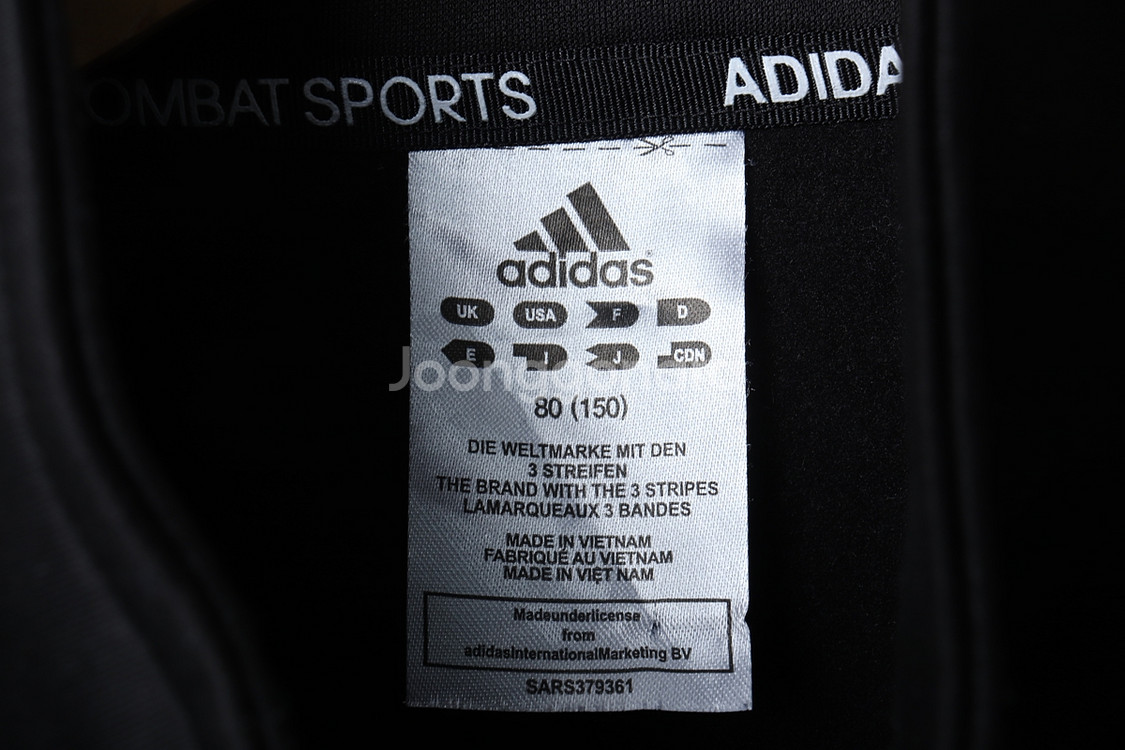 OMBAT SPORTS ADIDA
adidas
UK USA F D
E I J CDN
80 (150)
DIE WELTMARKE MIT DEN
3 STREIFEN
THE BRAND WITH THE 3 STRIPES
LAMARQUEAUX 3 BANDES
MADE IN VIETNAM
FABRIQUÉ AU VIETNAM
MADE IN VIỆT NAM
Madeunderlicense
from
adidasInternationalMarketing BV
SARS379361